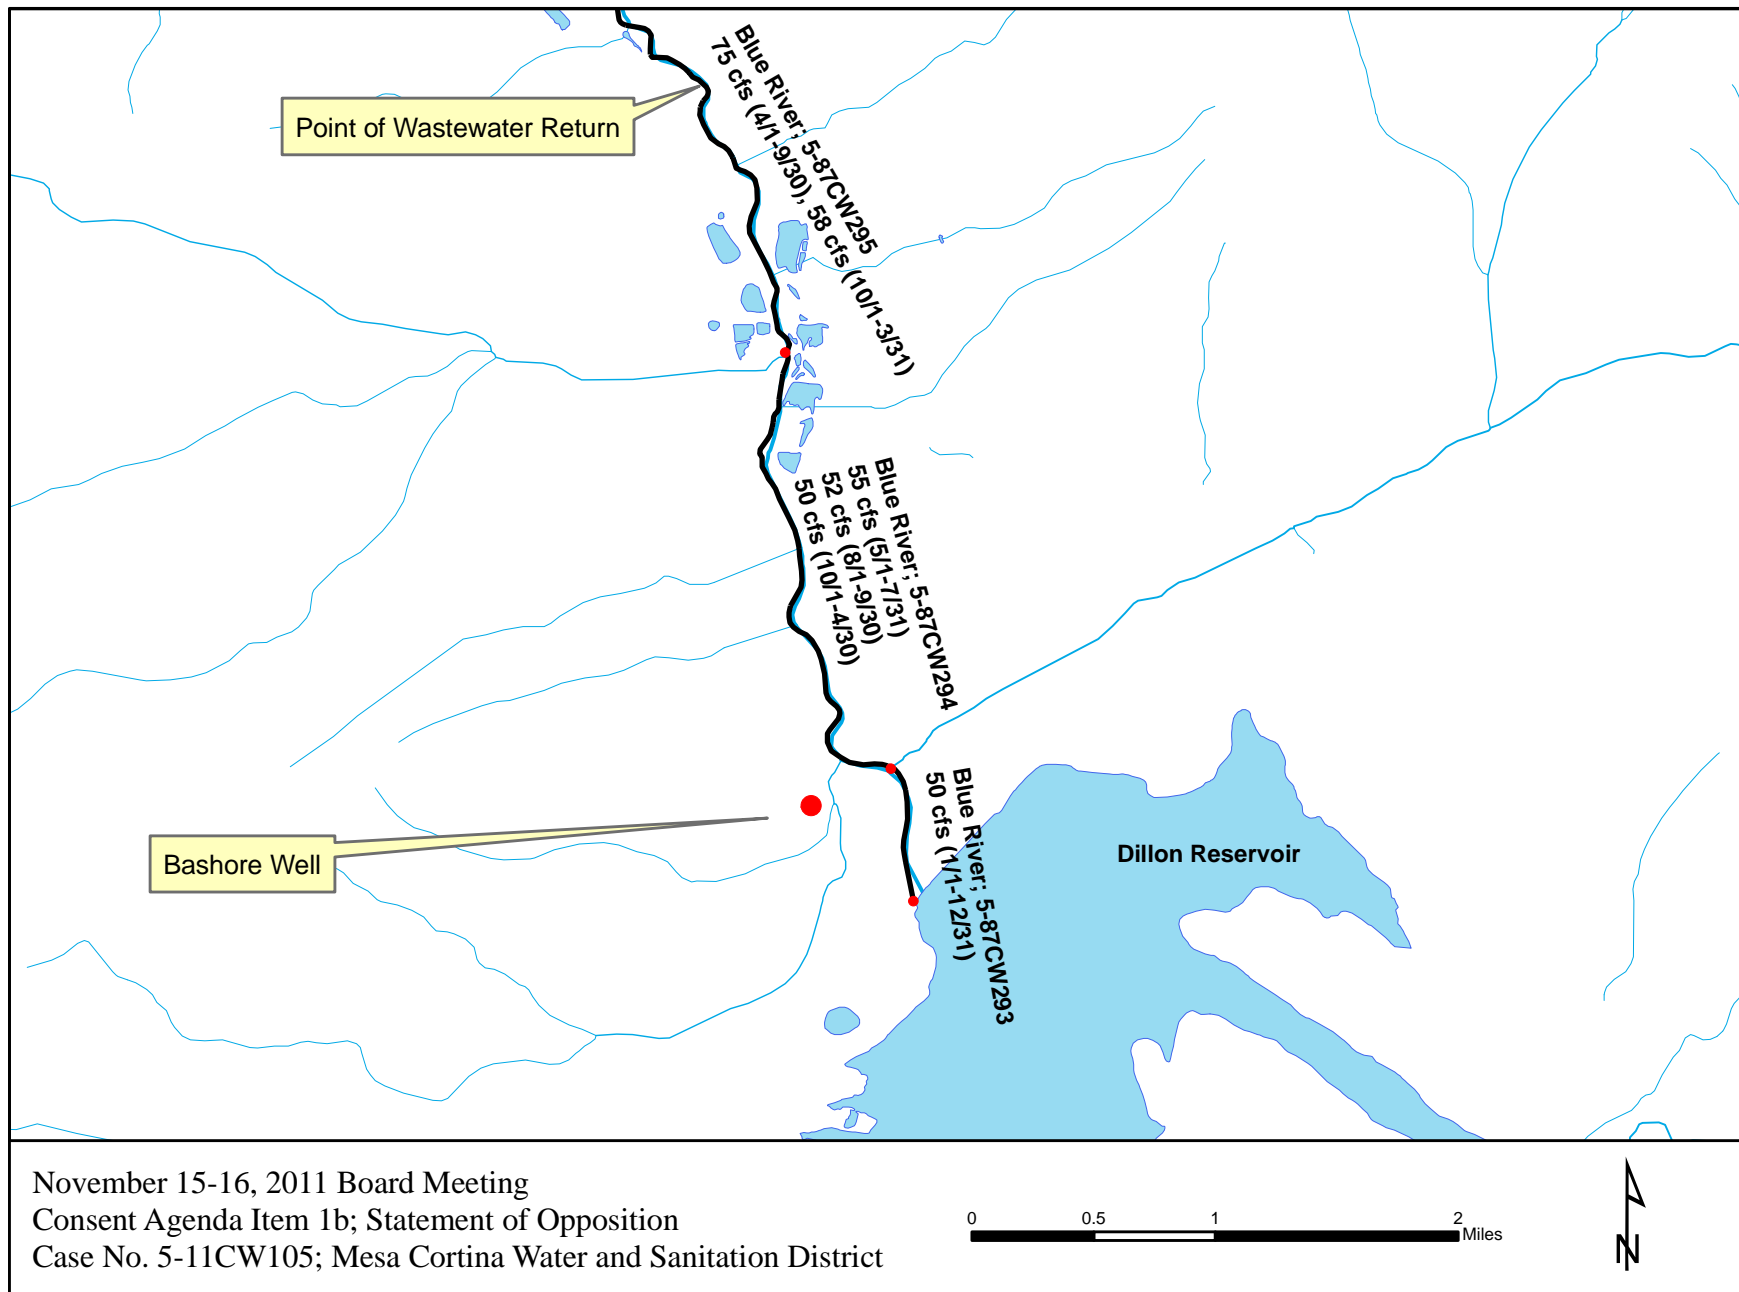 Blue River; 5-87CW295
75 cfs (4/1-9/30), 58 cfs (10/1-3/31)
Point of Wastewater Return
Blue River; 5-87CW294
55 cfs (5/1-7/31)
52 cfs (8/1-9/30)
50 cfs (10/1-4/30)
Blue River; 5-87CW293
50 cfs (1/1-12/31)
Bashore Well
Dillon Reservoir
November 15-16, 2011 Board Meeting
Consent Agenda Item 1b; Statement of Opposition
Case No. 5-11CW105; Mesa Cortina Water and Sanitation District
0 0.5 1 2
Miles
N